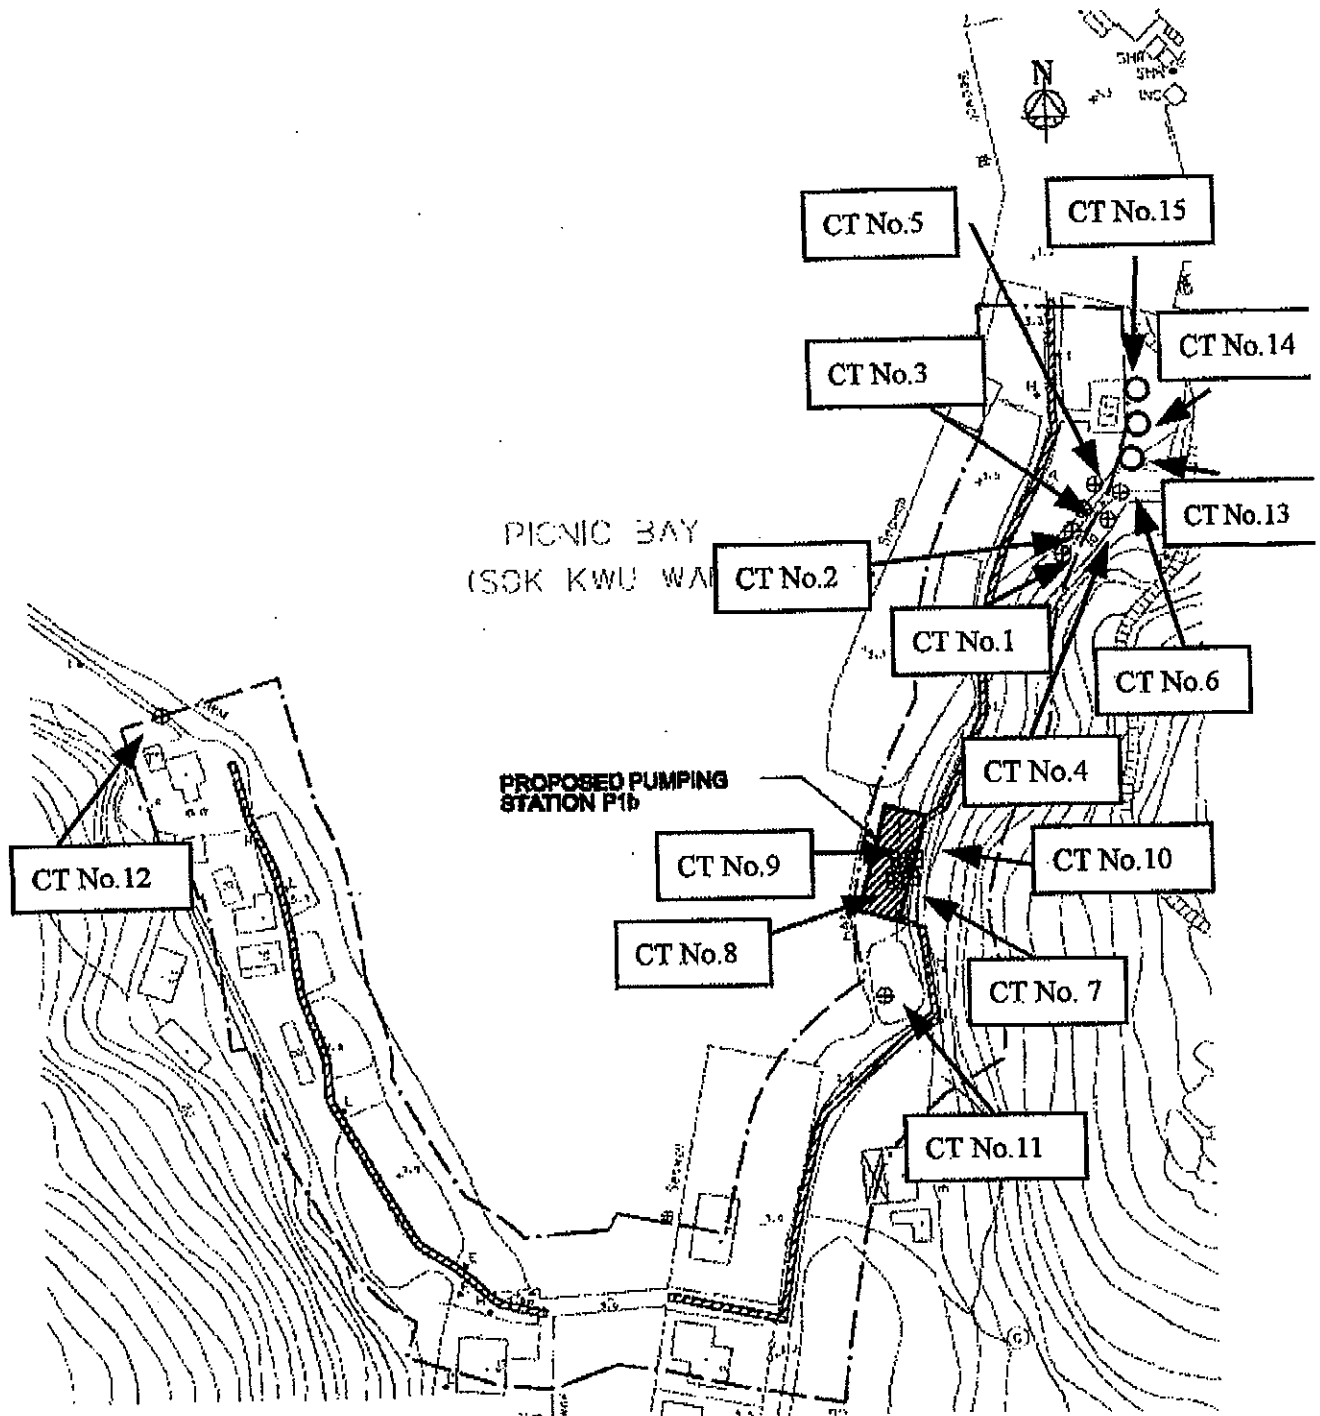 N
CT No.5
CT No.15
CT No.14
CT No.3
CT No.13
PICNIC BAY
(SOK KWU WA
CT No.2
CT No.1
CT No.6
CT No.4
PROPOSED PUMPING
STATION P1b
CT No.9
CT No.10
CT No.12
CT No.8
CT No. 7
CT No.11